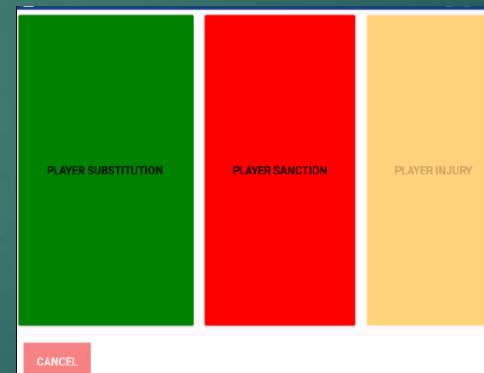 PLAYER SUBSTITUTION
PLAYER SANCTION
PLAYER INJURY
CANCEL